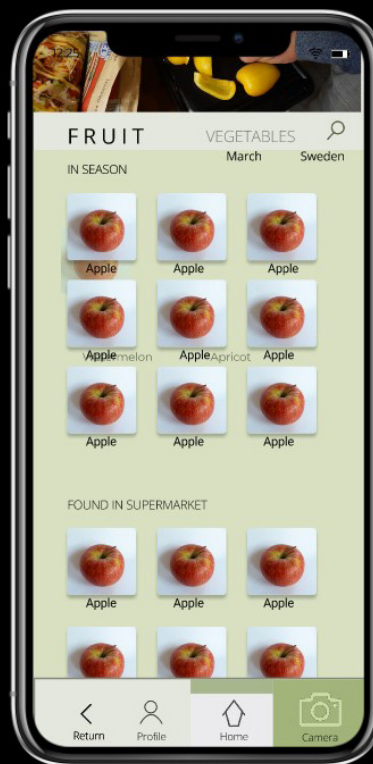 12:25
FRUIT VEGETABLES
March Sweden
IN SEASON
Apple Apple Apple
Apple Apple Apple
Watermelon Apricot
Apple Apple Apple
FOUND IN SUPERMARKET
Apple Apple Apple
Return Profile Home Camera